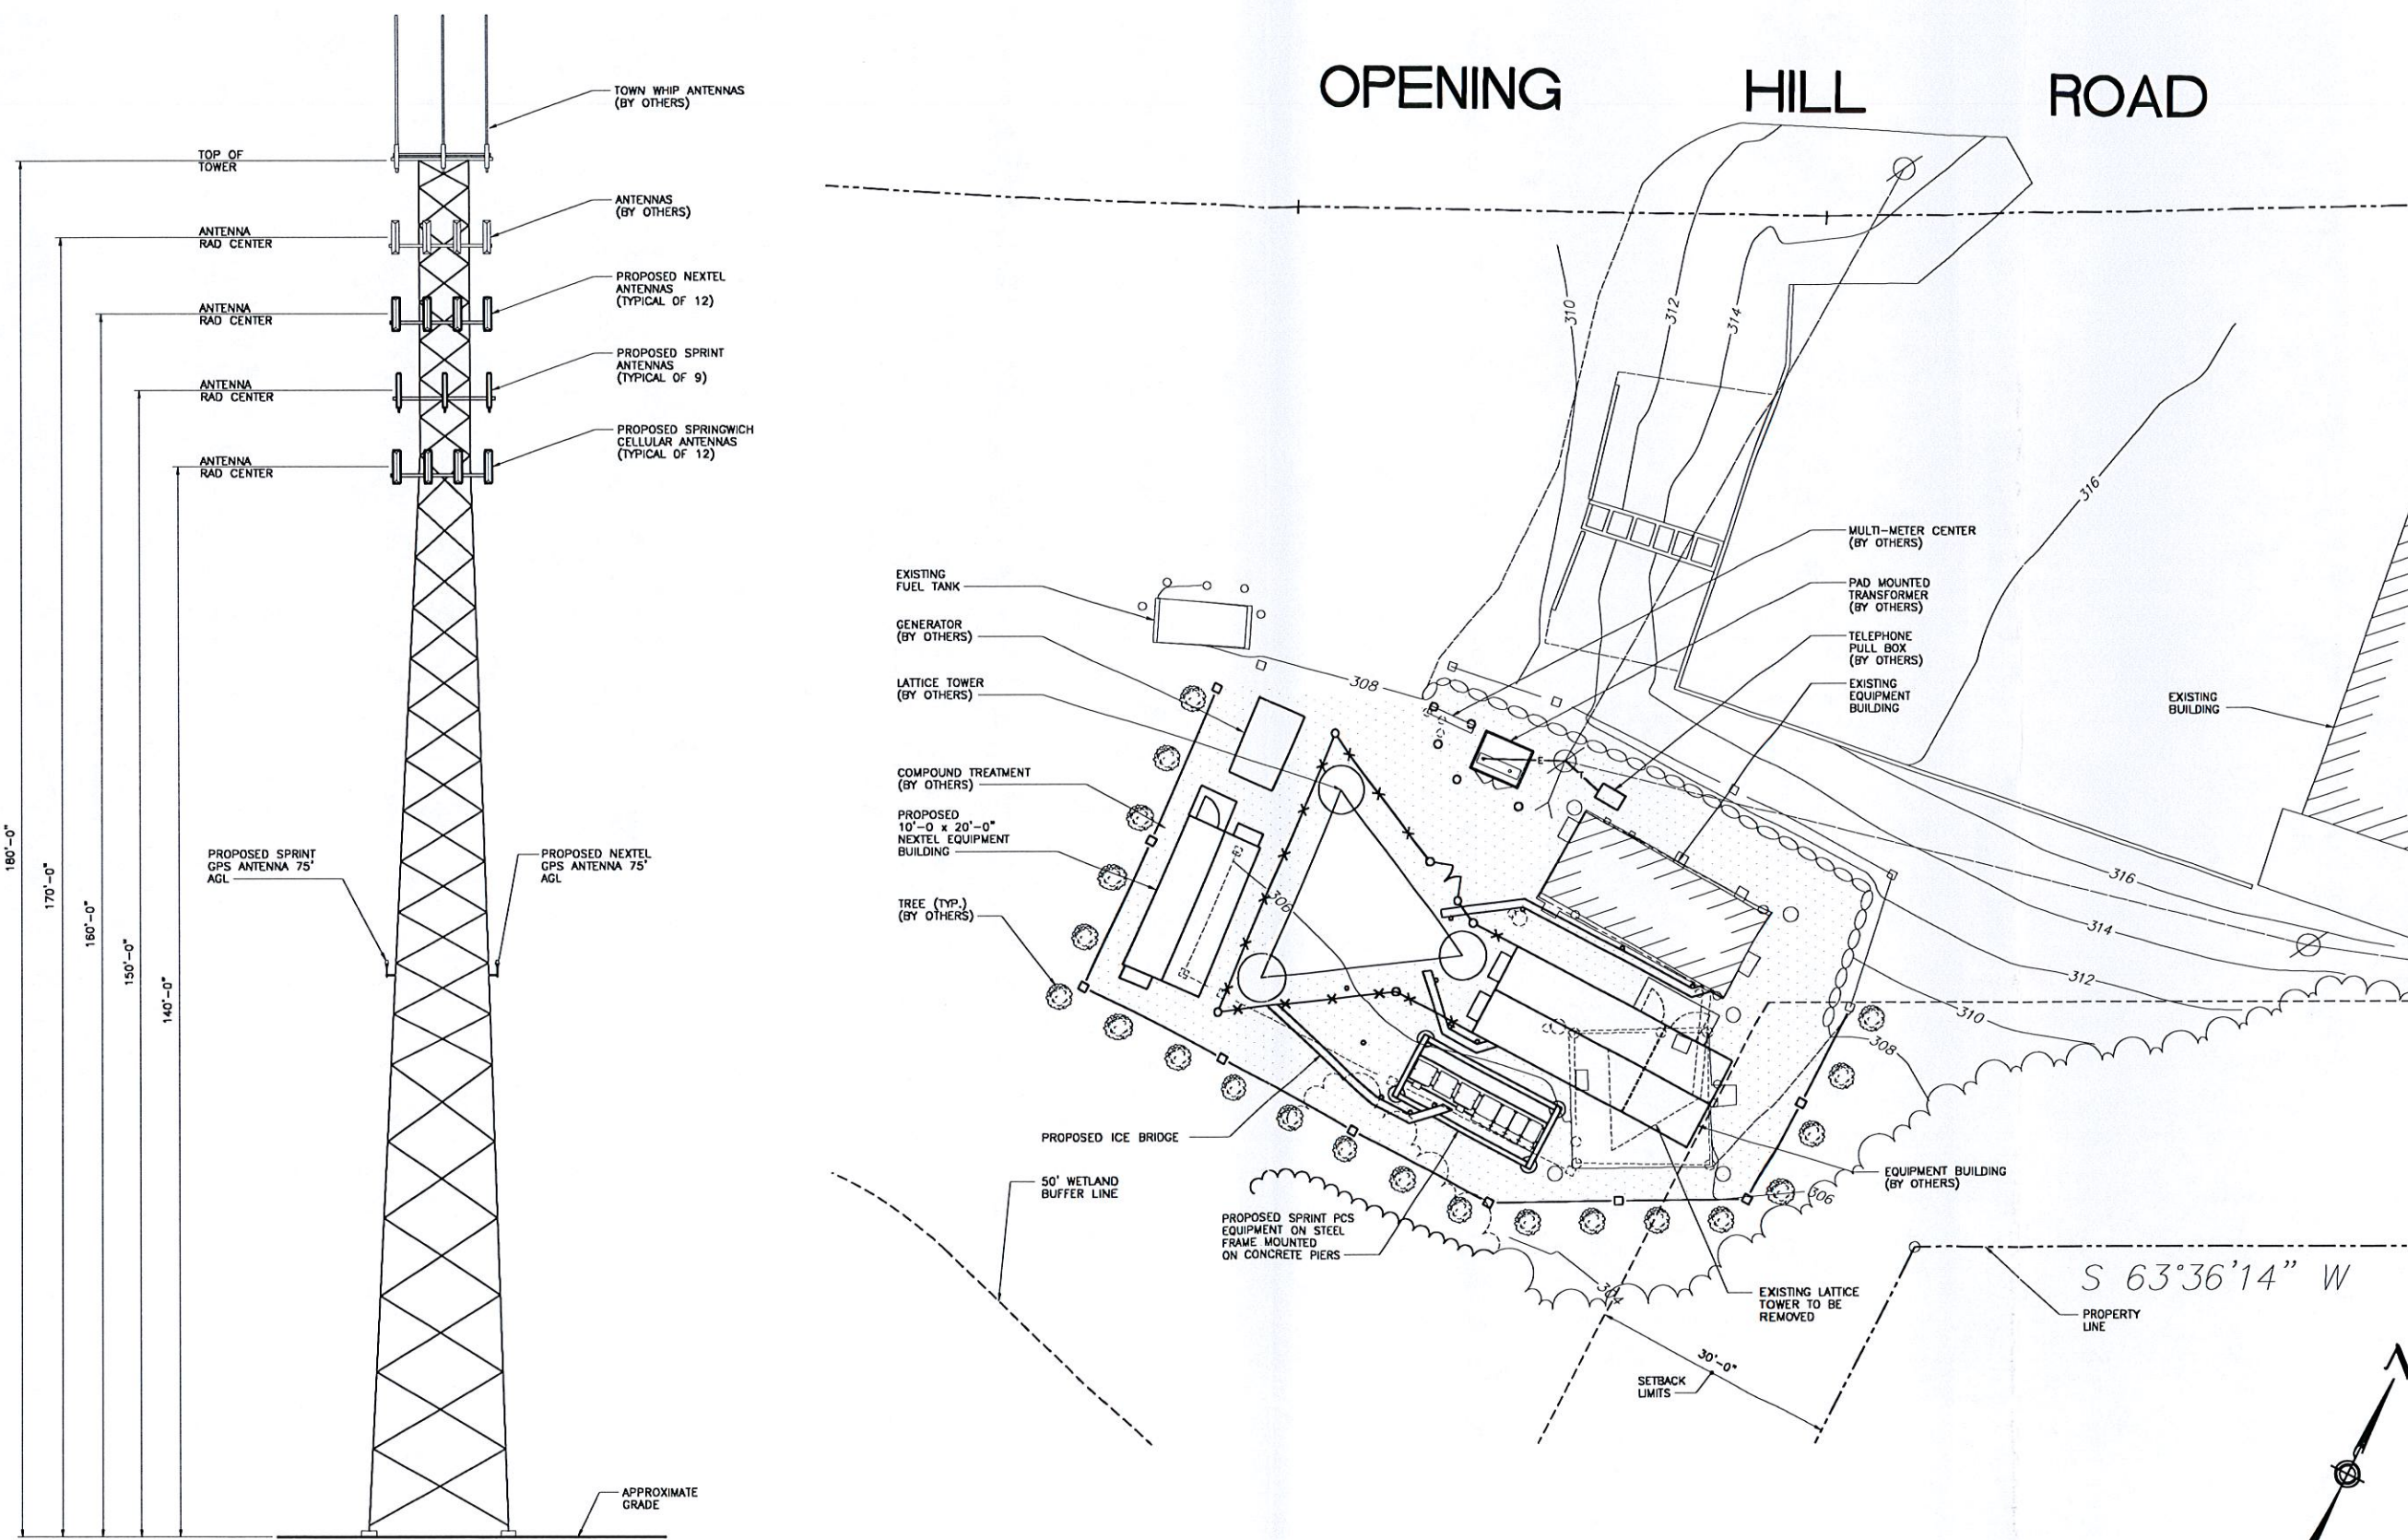 OPENING HILL ROAD
TOWN WHIP ANTENNAS
(BY OTHERS)
TOP OF
TOWER
ANTENNAS
(BY OTHERS)
ANTENNA
RAD CENTER
PROPOSED NEXTEL
ANTENNAS
(TYPICAL OF 12)
ANTENNA
RAD CENTER
PROPOSED SPRINT
ANTENNAS
(TYPICAL OF 9)
ANTENNA
RAD CENTER
PROPOSED SPRINGWICH
CELLULAR ANTENNAS
(TYPICAL OF 12)
ANTENNA
RAD CENTER
180'-0"
170'-0"
160'-0"
150'-0"
140'-0"
PROPOSED SPRINT
GPS ANTENNA 75'
AGL
PROPOSED NEXTEL
GPS ANTENNA 75'
AGL
APPROXIMATE
GRADE
310
312
314
316
MULTI-METER CENTER
(BY OTHERS)
PAD MOUNTED
TRANSFORMER
(BY OTHERS)
TELEPHONE
PULL BOX
(BY OTHERS)
EXISTING
EQUIPMENT
BUILDING
EXISTING
BUILDING
EXISTING
FUEL TANK
GENERATOR
(BY OTHERS)
LATTICE TOWER
(BY OTHERS)
COMPOUND TREATMENT
(BY OTHERS)
PROPOSED
10'-0 x 20'-0"
NEXTEL EQUIPMENT
BUILDING
TREE (TYP.)
(BY OTHERS)
308
E
T
306
316
314
312
310
308
306
304
PROPOSED ICE BRIDGE
50' WETLAND
BUFFER LINE
PROPOSED SPRINT PCS
EQUIPMENT ON STEEL
FRAME MOUNTED
ON CONCRETE PIERS
EQUIPMENT BUILDING
(BY OTHERS)
EXISTING LATTICE
TOWER TO BE
REMOVED
S 63°36'14" W
PROPERTY
LINE
30'-0"
SETBACK
LIMITS